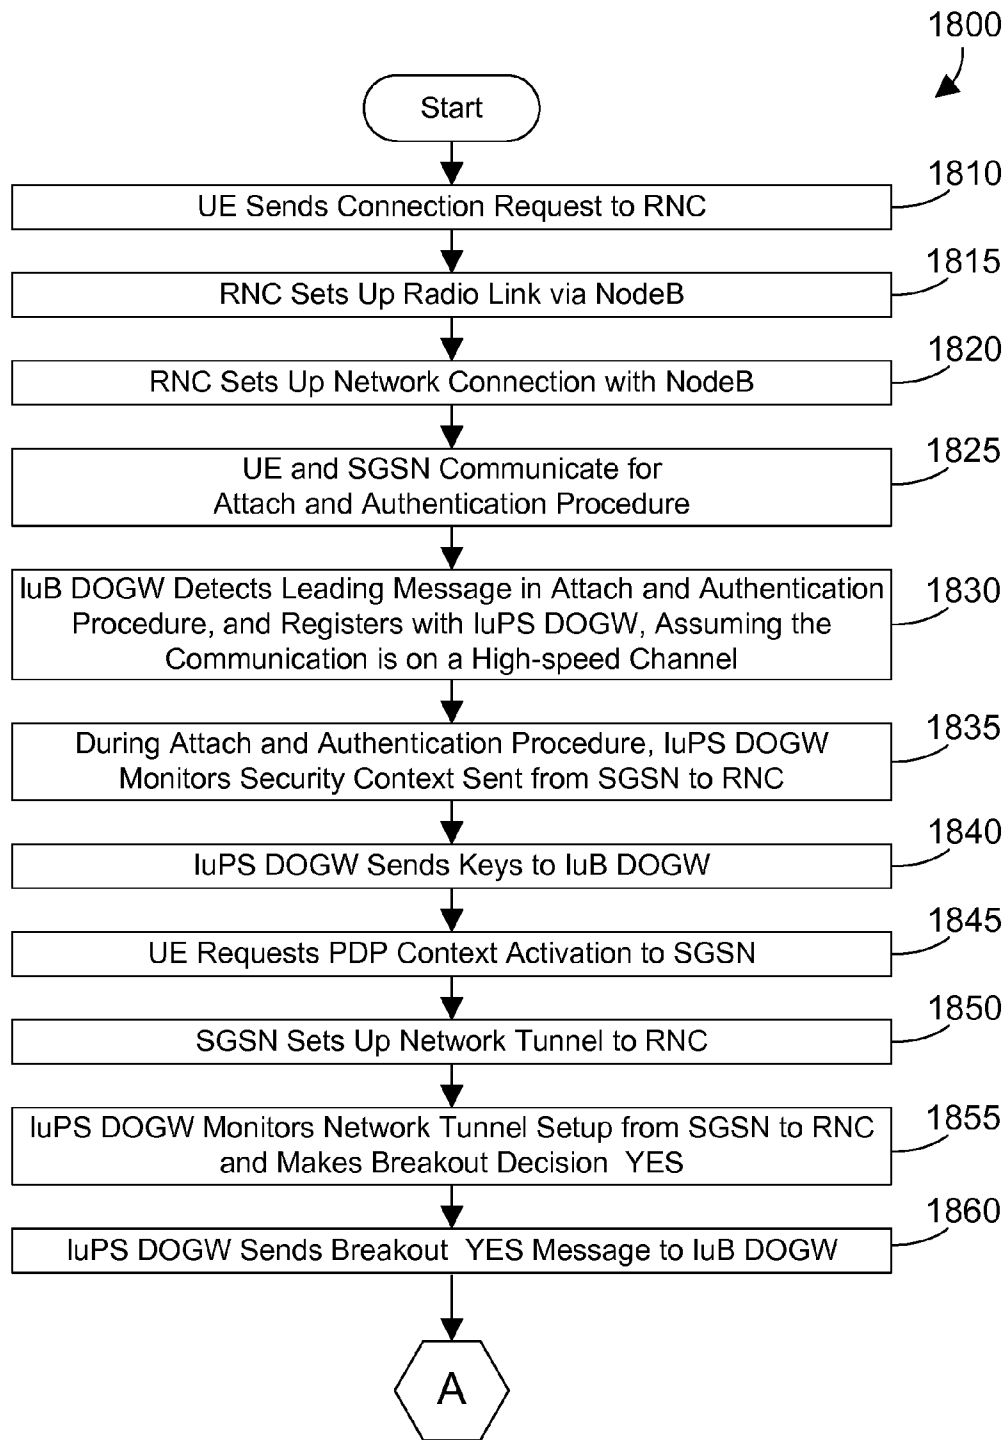 1800
Start
UE Sends Connection Request to RNC
1810
RNC Sets Up Radio Link via NodeB
1815
RNC Sets Up Network Connection with NodeB
1820
UE and SGSN Communicate for
Attach and Authentication Procedure
1825
IuB DOGW Detects Leading Message in Attach and Authentication
Procedure, and Registers with IuPS DOGW, Assuming the
Communication is on a High-speed Channel
1830
During Attach and Authentication Procedure, IuPS DOGW
Monitors Security Context Sent from SGSN to RNC
1835
IuPS DOGW Sends Keys to IuB DOGW
1840
UE Requests PDP Context Activation to SGSN
1845
SGSN Sets Up Network Tunnel to RNC
1850
IuPS DOGW Monitors Network Tunnel Setup from SGSN to RNC
and Makes Breakout Decision YES
1855
IuPS DOGW Sends Breakout YES Message to IuB DOGW
1860
A